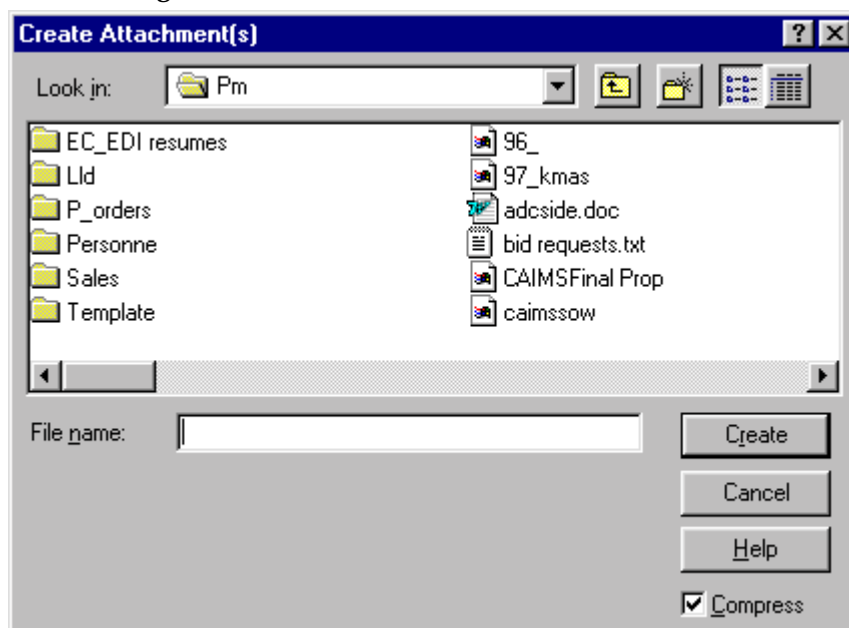 Create Attachment(s)
Look in: Pm
EC_EDI resumes
Lld
P_orders
Personne
Sales
Template
96_
97_kmas
adcside.doc
bid requests.txt
CAIMSFinal Prop
caimssow
File name:
Create
Cancel
Help
Compress